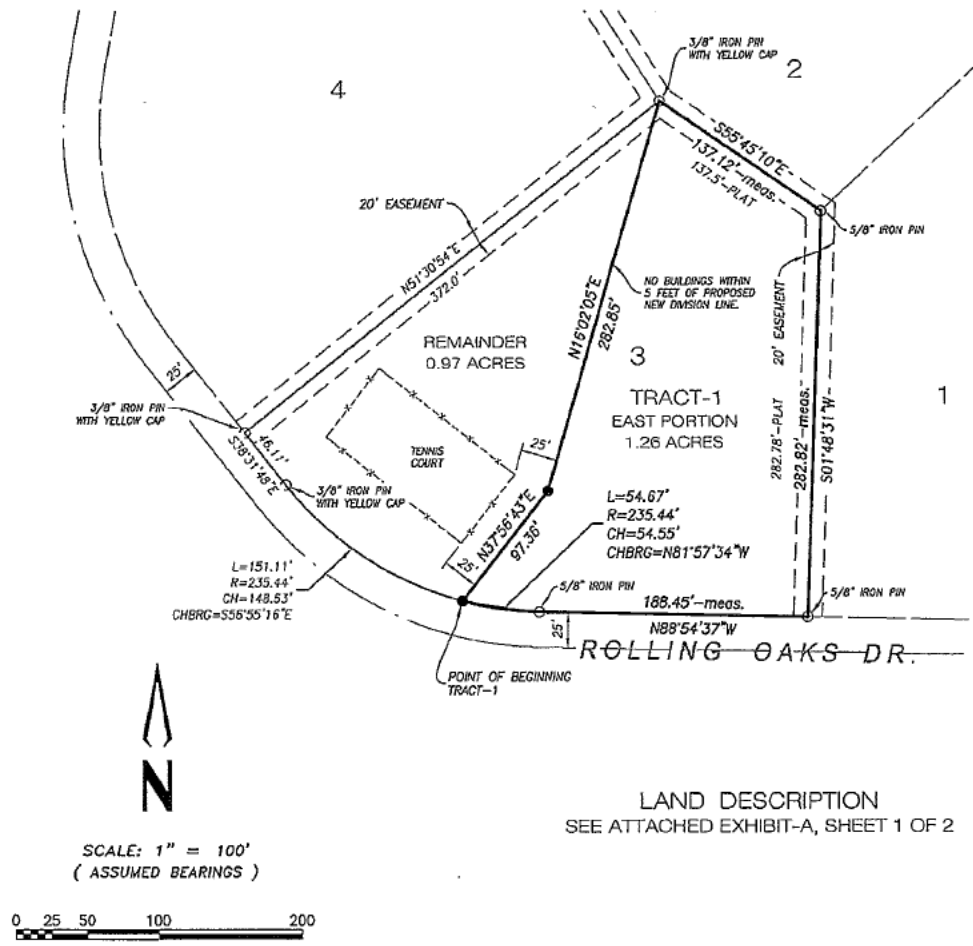 3/8" IRON PIN
WITH YELLOW CAP
2
4
S55°45'10"E
137.12'-meas.
137.5'-PLAT
20' EASEMENT
5/8" IRON PIN
N51°30'54"E
372.0'
NO BUILDINGS WITHIN
5 FEET OF PROPOSED
NEW DIVISION LINE.
N16°02'05"E
282.85'
20' EASEMENT
REMAINDER
0.97 ACRES
3
25'
TRACT-1
EAST PORTION
1.26 ACRES
1
282.78'-PLAT
282.82'-meas.
S01°48'31"W
3/8" IRON PIN
WITH YELLOW CAP
46.11'
S38°31'48"E
TENNIS
COURT
25'
3/8" IRON PIN
WITH YELLOW CAP
L=54.67'
R=235.44'
CH=54.55'
CHBRG=N81°57'34"W
N37°56'43"E
97.36'
25'
L=151.11'
R=235.44'
CH=148.53'
CHBRG=S56°55'16"E
5/8" IRON PIN
188.45'-meas.
5/8" IRON PIN
N88°54'37"W
25'
ROLLING OAKS DR.
POINT OF BEGINNING
TRACT-1
N
LAND DESCRIPTION
SEE ATTACHED EXHIBIT-A, SHEET 1 OF 2
SCALE: 1" = 100'
( ASSUMED BEARINGS )
0 25 50 100 200